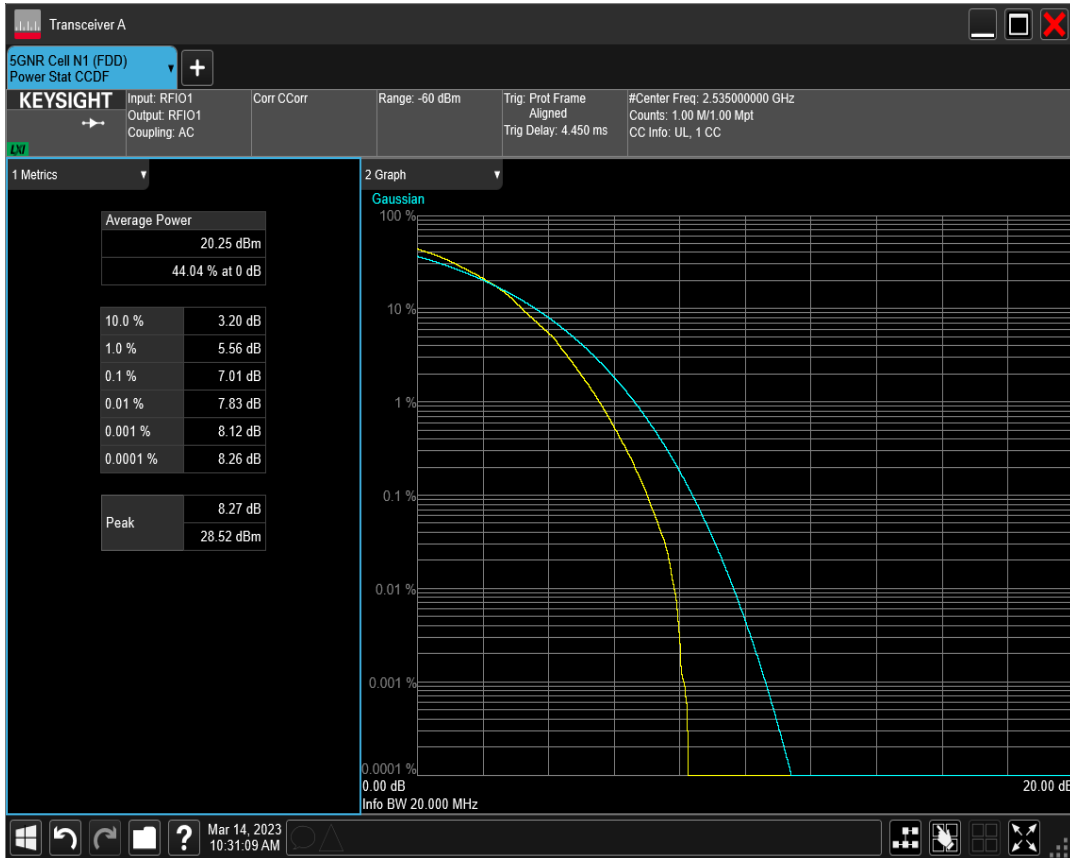 Transceiver A
5GNR Cell N1 (FDD)
Power Stat CCDF
+
KEYSIGHT
LXI
Input: RFIO1
Output: RFIO1
Coupling: AC
Corr CCorr
Range: -60 dBm
Trig: Prot Frame
Aligned
Trig Delay: 4.450 ms
#Center Freq: 2.535000000 GHz
Counts: 1.00 M/1.00 Mpt
CC Info: UL, 1 CC
1 Metrics
Average Power
20.25 dBm
44.04 % at 0 dB
10.0 % 3.20 dB
1.0 % 5.56 dB
0.1 % 7.01 dB
0.01 % 7.83 dB
0.001 % 8.12 dB
0.0001 % 8.26 dB
Peak
8.27 dB
28.52 dBm
2 Graph
Gaussian
100 %
10 %
1 %
0.1 %
0.01 %
0.001 %
0.0001 %
0.00 dB 20.00 dB
Info BW 20.000 MHz
?
Mar 14, 2023
10:31:09 AM